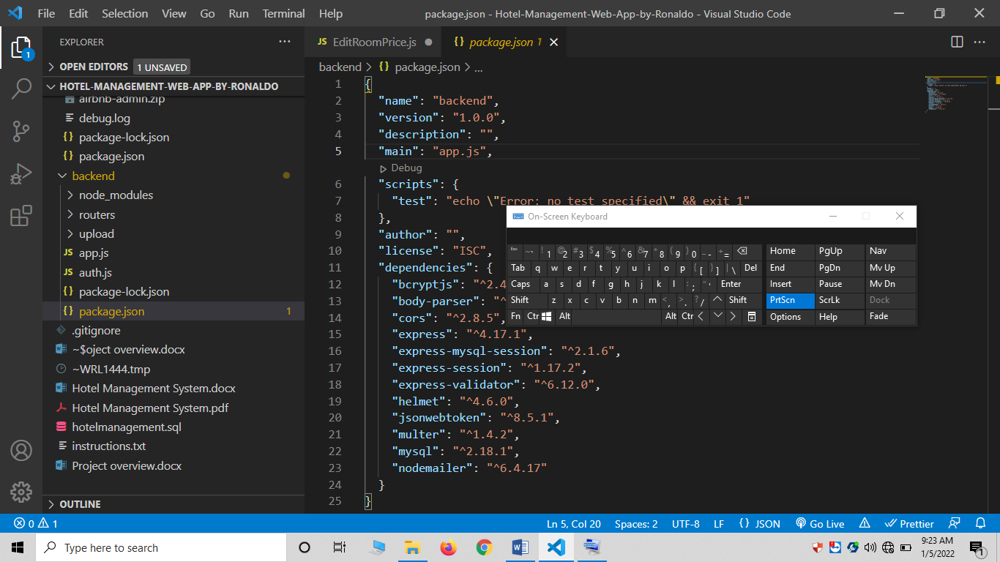 File Edit Selection View Go Run Terminal Help package.json - Hotel-Management-Web-App-by-Ronaldo - Visual Studio Code
EXPLORER
OPEN EDITORS 1 UNSAVED
HOTEL-MANAGEMENT-WEB-APP-BY-RONALDO
airbnb-admin.zip
debug.log
{} package-lock.json
{} package.json
backend
node_modules
routers
upload
JS app.js
JS auth.js
{} package-lock.json
{} package.json 1
.gitignore
~$oject overview.docx
~WRL1444.tmp
Hotel Management System.docx
Hotel Management System.pdf
hotelmanagement.sql
instructions.txt
Project overview.docx
OUTLINE
1
JS EditRoomPrice.js
{} package.json 1
backend > {} package.json > ...
1 {
2 "name": "backend",
3 "version": "1.0.0",
4 "description": "",
5 "main": "app.js",
Debug
6 "scripts": {
7 "test": "echo \"Error: no test specified\" && exit 1"
8 },
9 "author": "",
10 "license": "ISC",
11 "dependencies": {
12 "bcryptjs": "^2.4
13 "body-parser": "^
14 "cors": "^2.8.5",
15 "express": "^4.17.1",
16 "express-mysql-session": "^2.1.6",
17 "express-session": "^1.17.2",
18 "express-validator": "^6.12.0",
19 "helmet": "^4.6.0",
20 "jsonwebtoken": "^8.5.1",
21 "multer": "^1.4.2",
22 "mysql": "^2.18.1",
23 "nodemailer": "^6.4.17"
24 }
25 }
On-Screen Keyboard
Esc ~ ` ! 1 @ 2 # 3 $ 4 % 5 ^ 6 & 7 * 8 ( 9 ) 0 _ - + = Home PgUp Nav
Tab q w e r t y u i o p { [ } ] | \ Del End PgDn Mv Up
Caps a s d f g h j k l : ; " ' Enter Insert Pause Mv Dn
Shift z x c v b n m < , > . ? / Shift PrtScn ScrLk Dock
Fn Ctr Alt Alt Ctr Options Help Fade
0 1 Ln 5, Col 20 Spaces: 2 UTF-8 LF {} JSON Go Live Prettier
Type here to search
9:23 AM
1/5/2022
1